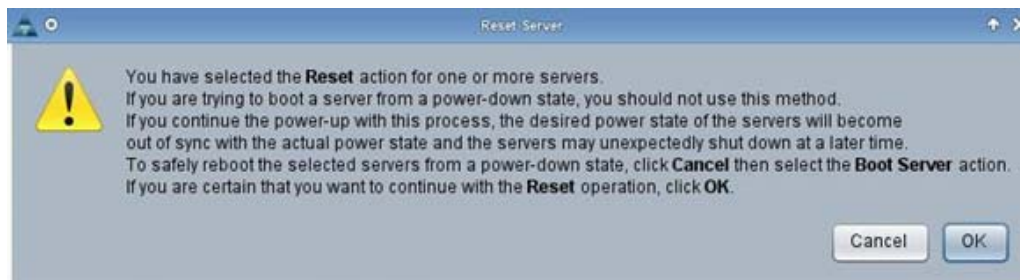 Reset Server
You have selected the Reset action for one or more servers.
If you are trying to boot a server from a power-down state, you should not use this method.
If you continue the power-up with this process, the desired power state of the servers will become
out of sync with the actual power state and the servers may unexpectedly shut down at a later time.
To safely reboot the selected servers from a power-down state, click Cancel then select the Boot Server action.
If you are certain that you want to continue with the Reset operation, click OK.
Cancel
OK